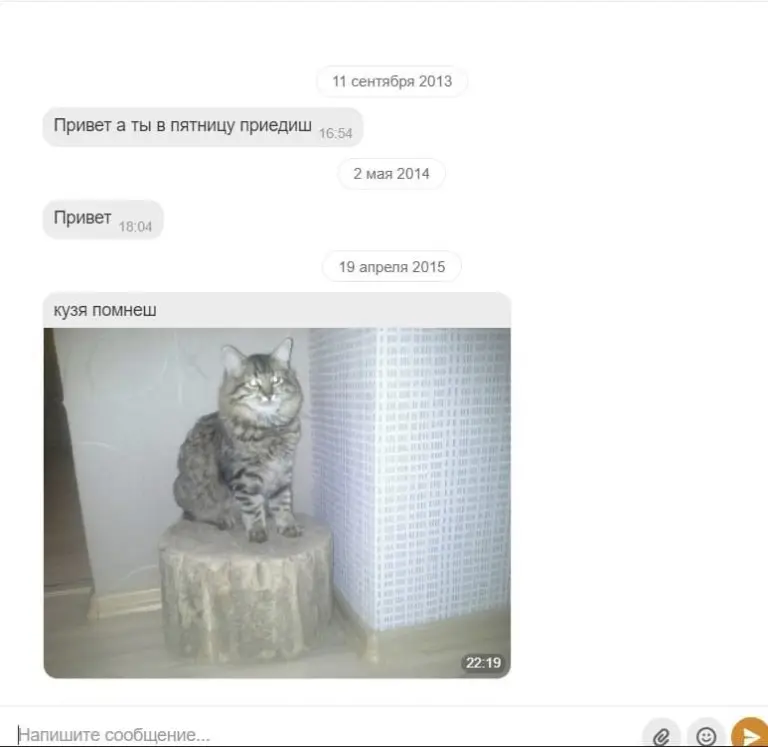 11 сентября 2013
Привет а ты в пятницу приедиш 16:54
2 мая 2014
Привет 18:04
19 апреля 2015
кузя помнеш
22:19
Напишите сообщение...